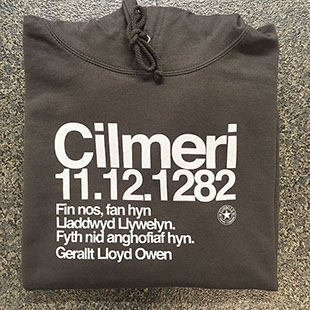 Cilmeri
11.12.1282
Fin nos, fan hyn
Lladdwyd Llywelyn.
Fyth nid anghofiaf hyn.
Gerallt Lloyd Owen